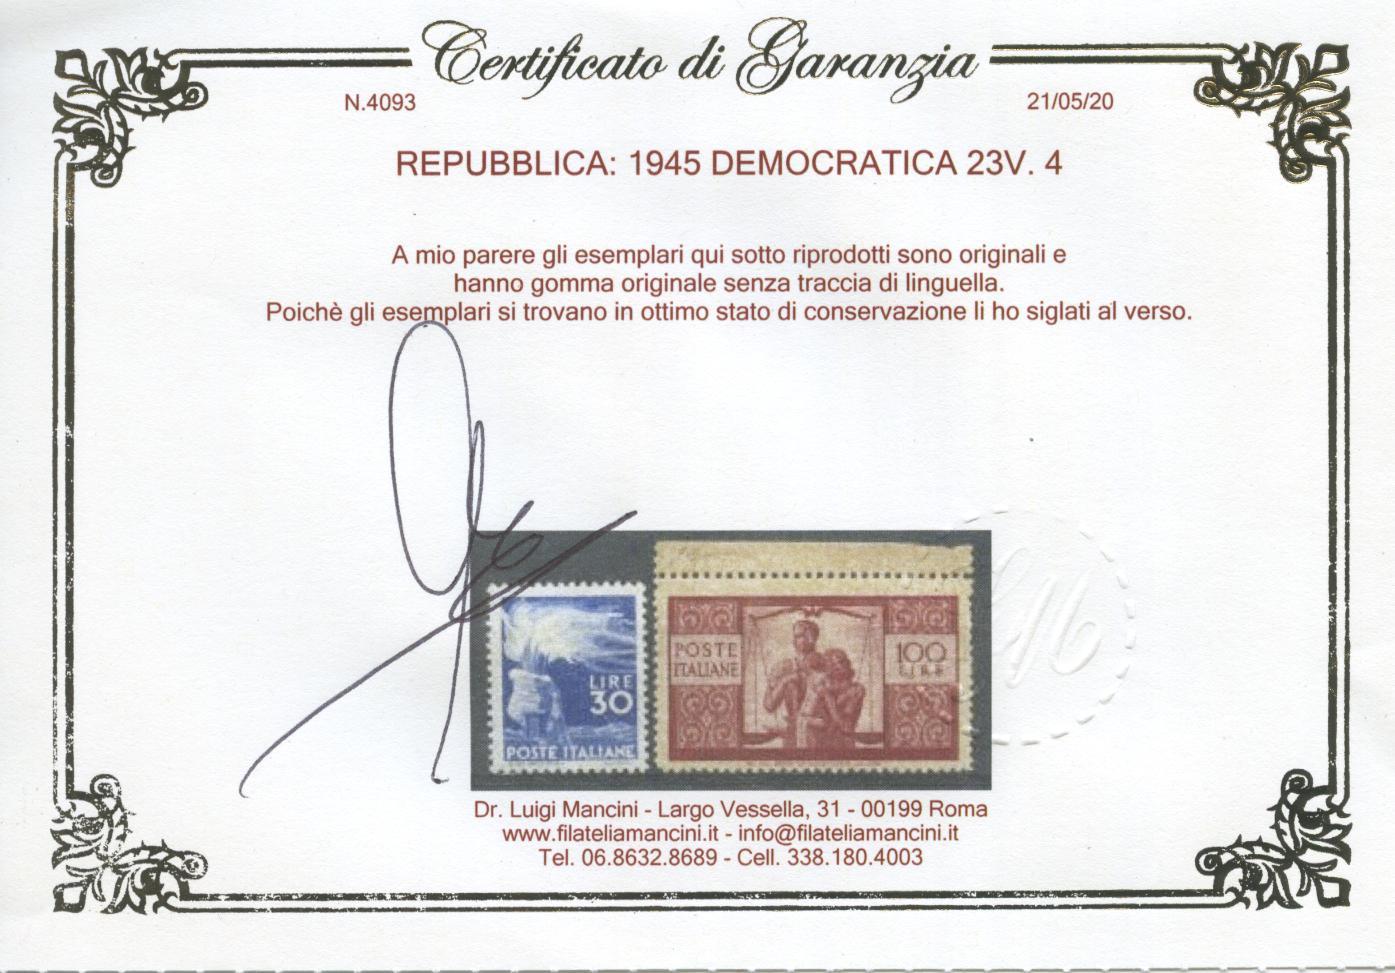 Certificato di Garanzia
N.4093
21/05/20
REPUBBLICA: 1945 DEMOCRATICA 23V. 4
A mio parere gli esemplari qui sotto riprodotti sono originali e
hanno gomma originale senza traccia di linguella.
Poichè gli esemplari si trovano in ottimo stato di conservazione li ho siglati al verso.
LIRE
30
POSTE ITALIANE
POSTE
ITALIANE
100
LIRE
Dr. Luigi Mancini - Largo Vessella, 31 - 00199 Roma
www.filateliamancini.it - info@filateliamancini.it
Tel. 06.8632.8689 - Cell. 338.180.4003